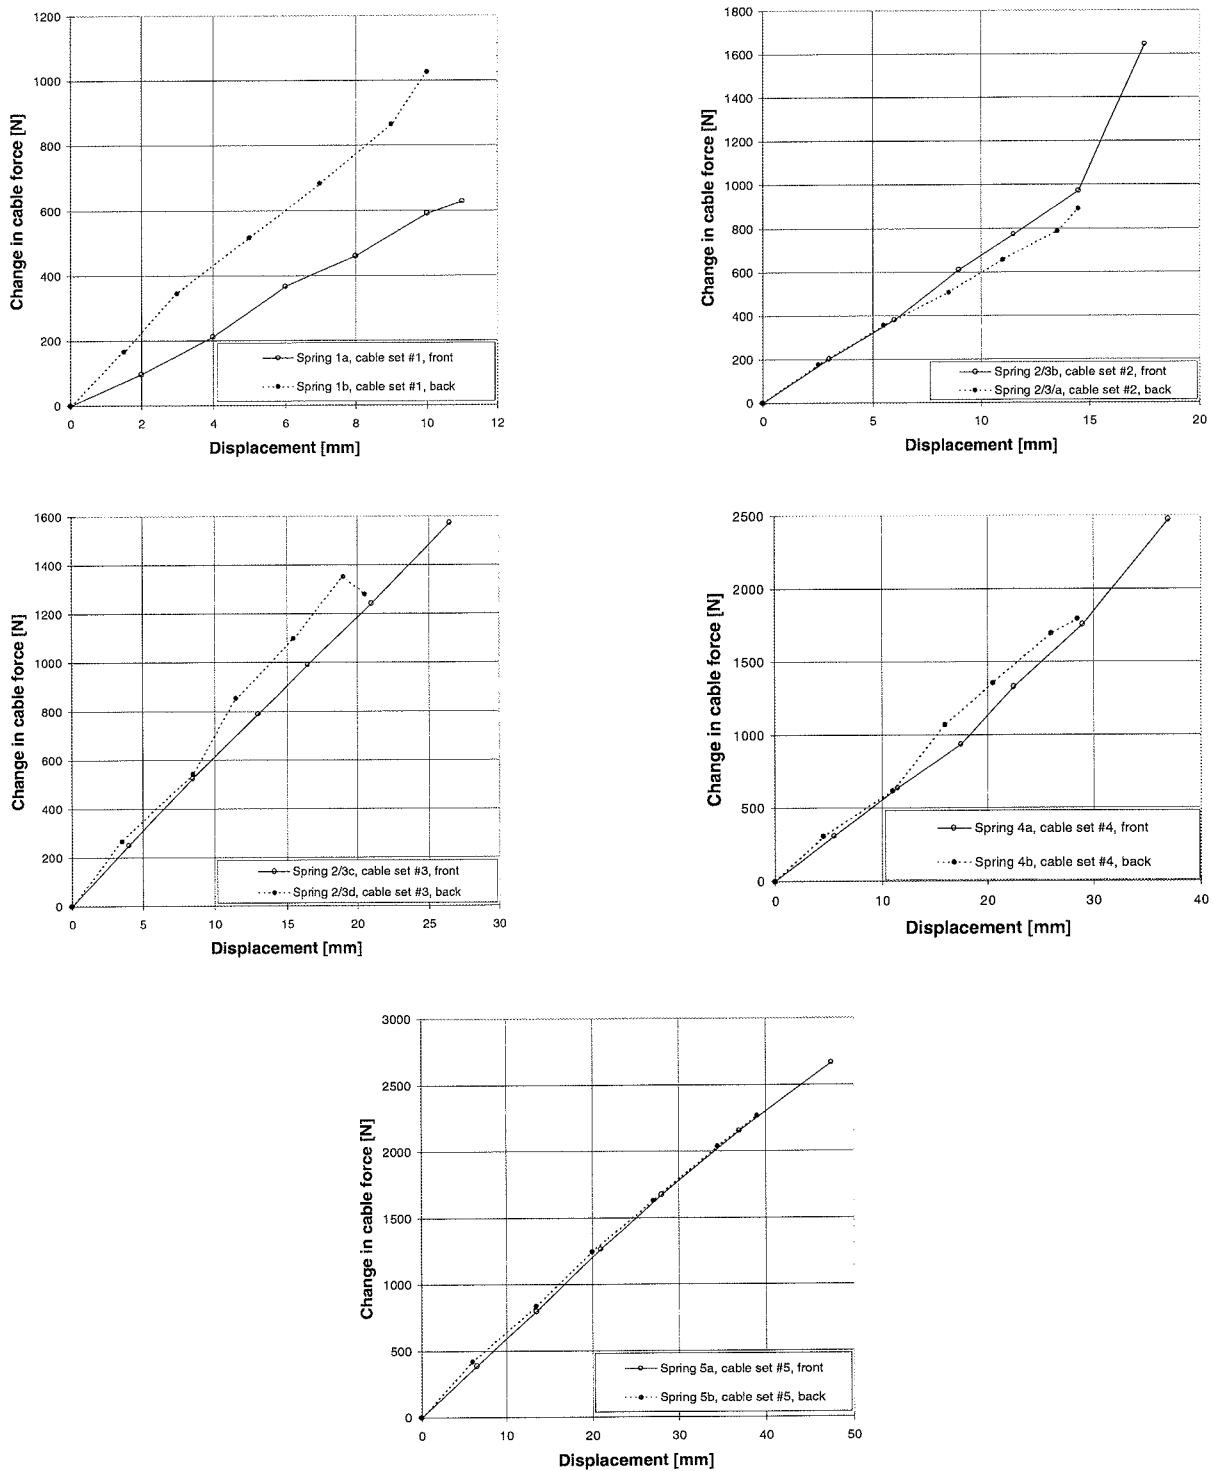 1200
1000
800
600
400
200
0
0 2 4 6 8 10 12
Change in cable force [N]
Displacement [mm]
Spring 1a, cable set #1, front
Spring 1b, cable set #1, back
1800
1600
1400
1200
1000
800
600
400
200
0
0 5 10 15 20
Change in cable force [N]
Displacement [mm]
Spring 2/3b, cable set #2, front
Spring 2/3/a, cable set #2, back
1600
1400
1200
1000
800
600
400
200
0
0 5 10 15 20 25 30
Change in cable force [N]
Displacement [mm]
Spring 2/3c, cable set #3, front
Spring 2/3d, cable set #3, back
2500
2000
1500
1000
500
0
0 10 20 30 40
Change in cable force [N]
Displacement [mm]
Spring 4a, cable set #4, front
Spring 4b, cable set #4, back
3000
2500
2000
1500
1000
500
0
0 10 20 30 40 50
Change in cable force [N]
Displacement [mm]
Spring 5a, cable set #5, front
Spring 5b, cable set #5, back